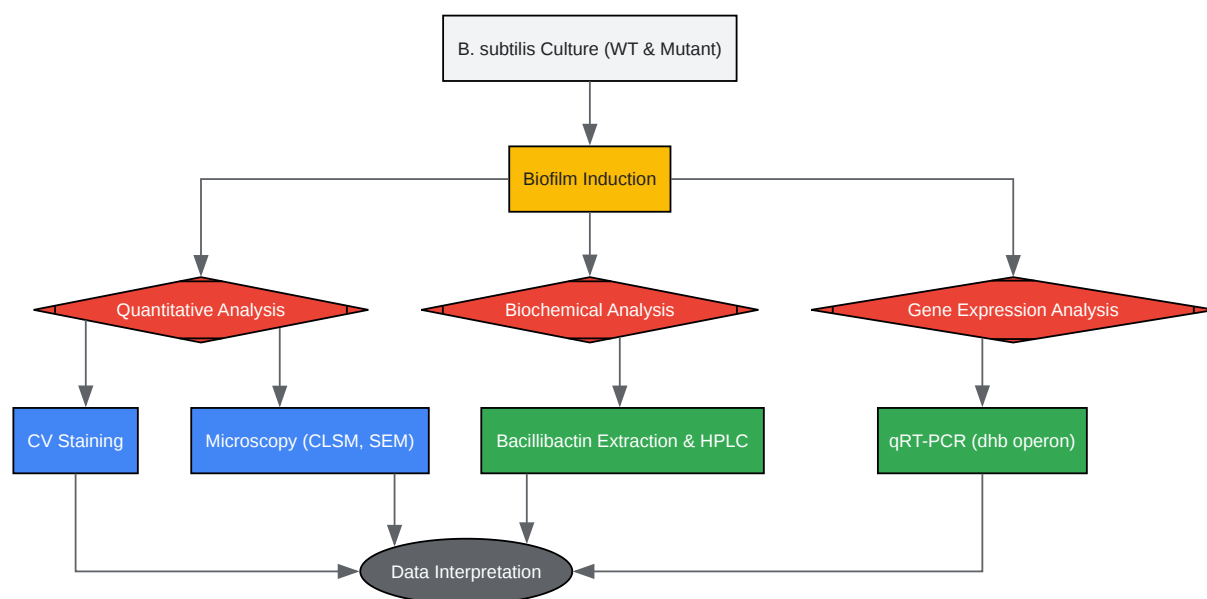 B. subtilis Culture (WT & Mutant)
Biofilm Induction
Quantitative Analysis
Biochemical Analysis
Gene Expression Analysis
CV Staining
Microscopy (CLSM, SEM)
Bacillibactin Extraction & HPLC
qRT-PCR (dhb operon)
Data Interpretation